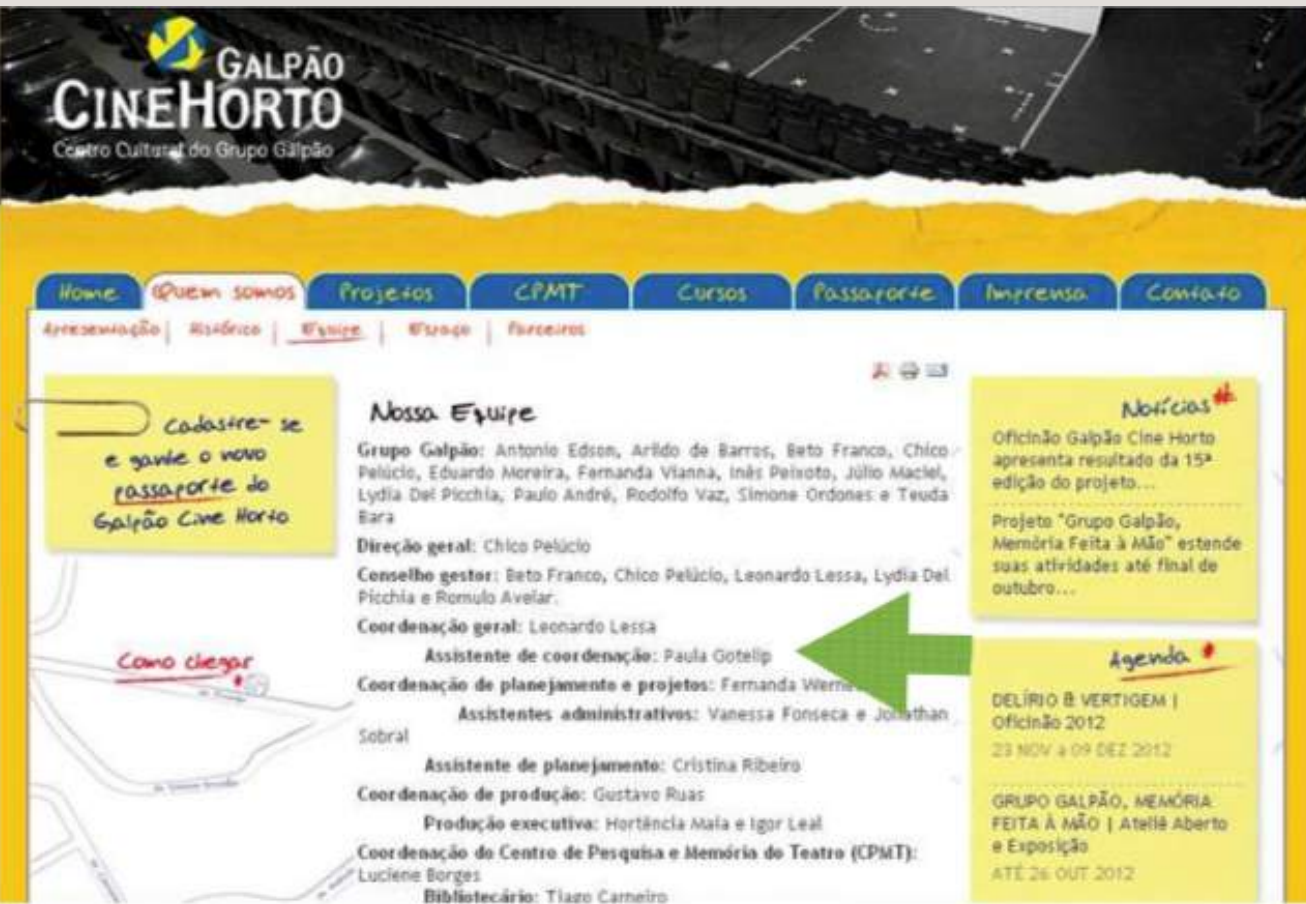 GALPÃO
CINEHORTO
Centro Cultural do Grupo Galpão
Home
Quem somos
Projetos
CPMT
Cursos
Passaporte
Imprensa
Contato
Apresentação | Histórico | Equipe | Espaço | Parceiros
Cadastre-se
e ganhe o novo
passaporte do
Galpão Cine Horto
Como chegar
Nossa Equipe
Grupo Galpão: Antonio Edson, Arildo de Barros, Beto Franco, Chico
Pelúcio, Eduardo Moreira, Fernanda Vianna, Inês Peixoto, Júlio Maciel,
Lydia Del Picchia, Paulo André, Rodolfo Vaz, Simone Ordones e Teuda
Bara
Direção geral: Chico Pelúcio
Conselho gestor: Beto Franco, Chico Pelúcio, Leonardo Lessa, Lydia Del
Picchia e Romulo Avelar.
Coordenação geral: Leonardo Lessa
Assistente de coordenação: Paula Gotelip
Coordenação de planejamento e projetos: Fernanda
Assistentes administrativos: Vanessa Fonseca e Jonathan
Sobral
Assistente de planejamento: Cristina Ribeiro
Coordenação de produção: Gustavo Ruas
Produção executiva: Hortência Maia e Igor Leal
Coordenação do Centro de Pesquisa e Memória do Teatro (CPMT):
Luciene Borges
Bibliotecário: Tiago Carneiro
Notícias
Oficinão Galpão Cine Horto
apresenta resultado da 15ª
edição do projeto...
Projeto "Grupo Galpão,
Memória Feita à Mão" estende
suas atividades até final de
outubro...
Agenda
DELÍRIO & VERTIGEM |
Oficinão 2012
23 NOV a 09 DEZ 2012
GRUPO GALPÃO, MEMÓRIA
FEITA À MÃO | Ateliê Aberto
e Exposição
ATÉ 26 OUT 2012